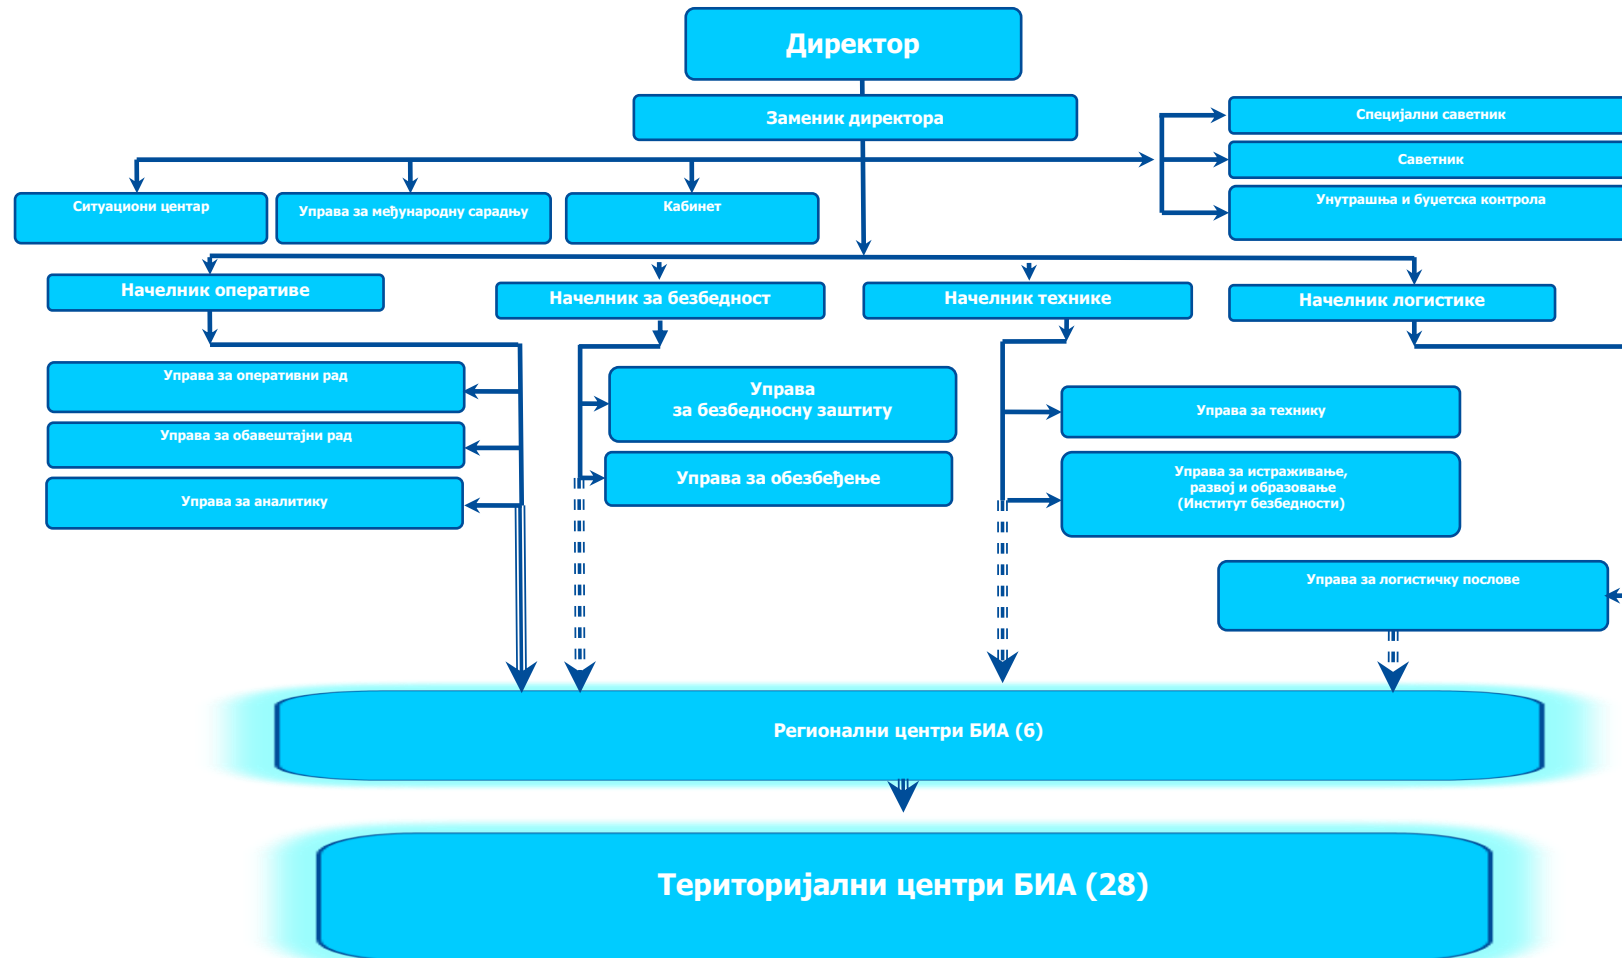 Директор
Заменик директора
Специјални саветник
Саветник
Унутрашња и буџетска контрола
Ситуациони центар
Управа за међународну сарадњу
Кабинет
Начелник оперативе
Начелник за безбедност
Начелник технике
Начелник логистике
Управа за оперативни рад
Управа за обавештајни рад
Управа за аналитику
Управа
за безбедносну заштиту
Управа за обезбеђење
Управа за технику
Управа за истраживање,
развој и образовање
(Институт безбедности)
Управа за логистичку послове
Регионални центри БИА (6)
Територијални центри БИА (28)